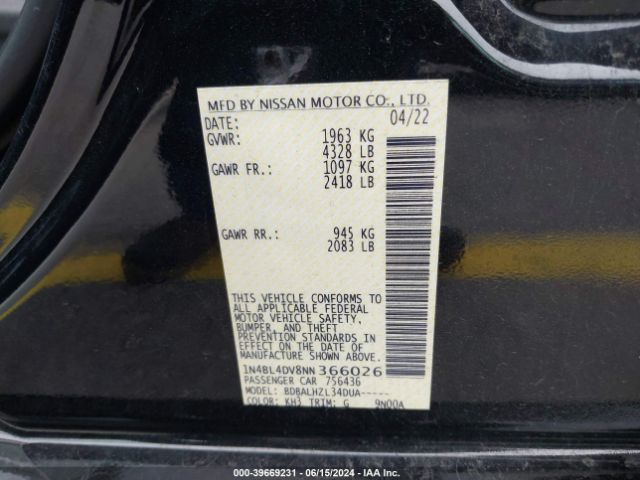 MFD BY NISSAN MOTOR CO., LTD.
DATE: 04/22
GVWR: 1963 KG
4328 LB
GAWR FR.: 1097 KG
2418 LB
GAWR RR.: 945 KG
2083 LB
THIS VEHICLE CONFORMS TO
ALL APPLICABLE FEDERAL
MOTOR VEHICLE SAFETY,
BUMPER, AND THEFT
PREVENTION STANDARDS
IN EFFECT ON THE DATE OF
MANUFACTURE SHOWN ABOVE.
1N4BL4DV8NN366026
PASSENGER CAR 756436
MODEL: BDBALHZL34DUA-----
COLOR: KH3 TRIM: G 9N00A
000-39669231 - 06/15/2024 - IAA Inc.